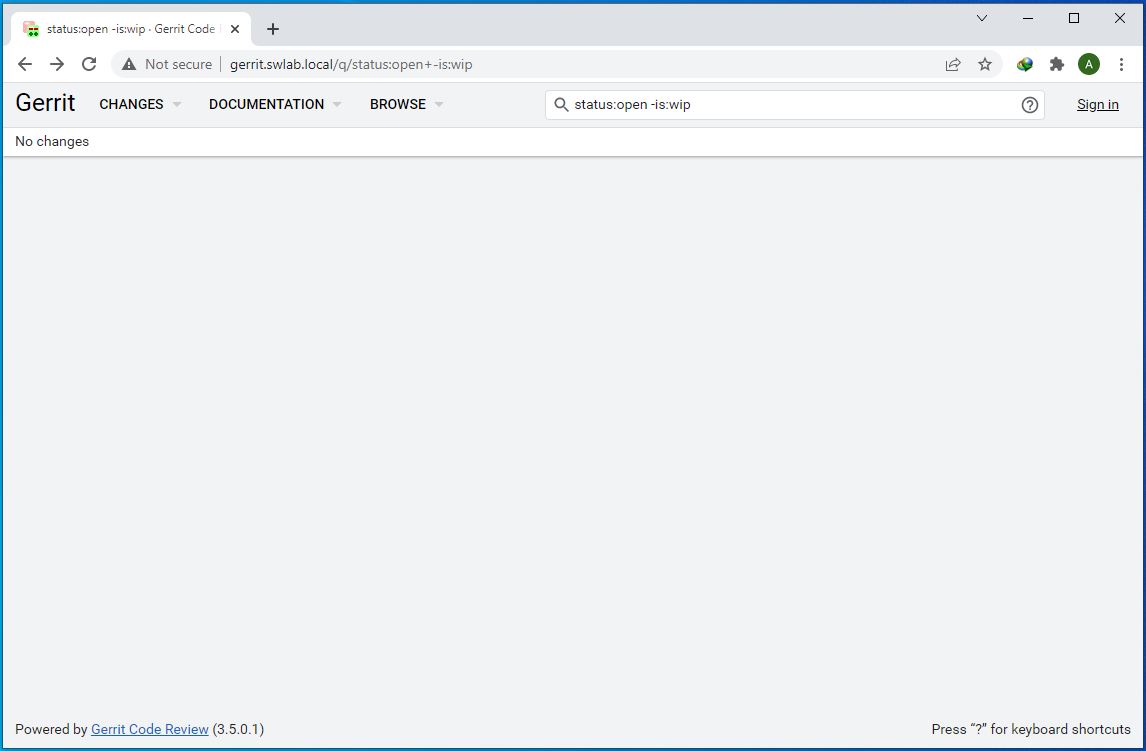 status:open -is:wip · Gerrit Code
Not secure gerrit.swlab.local/q/status:open+-is:wip A
Gerrit CHANGES DOCUMENTATION BROWSE status:open -is:wip ? Sign in
No changes
Powered by Gerrit Code Review (3.5.0.1) Press “?” for keyboard shortcuts